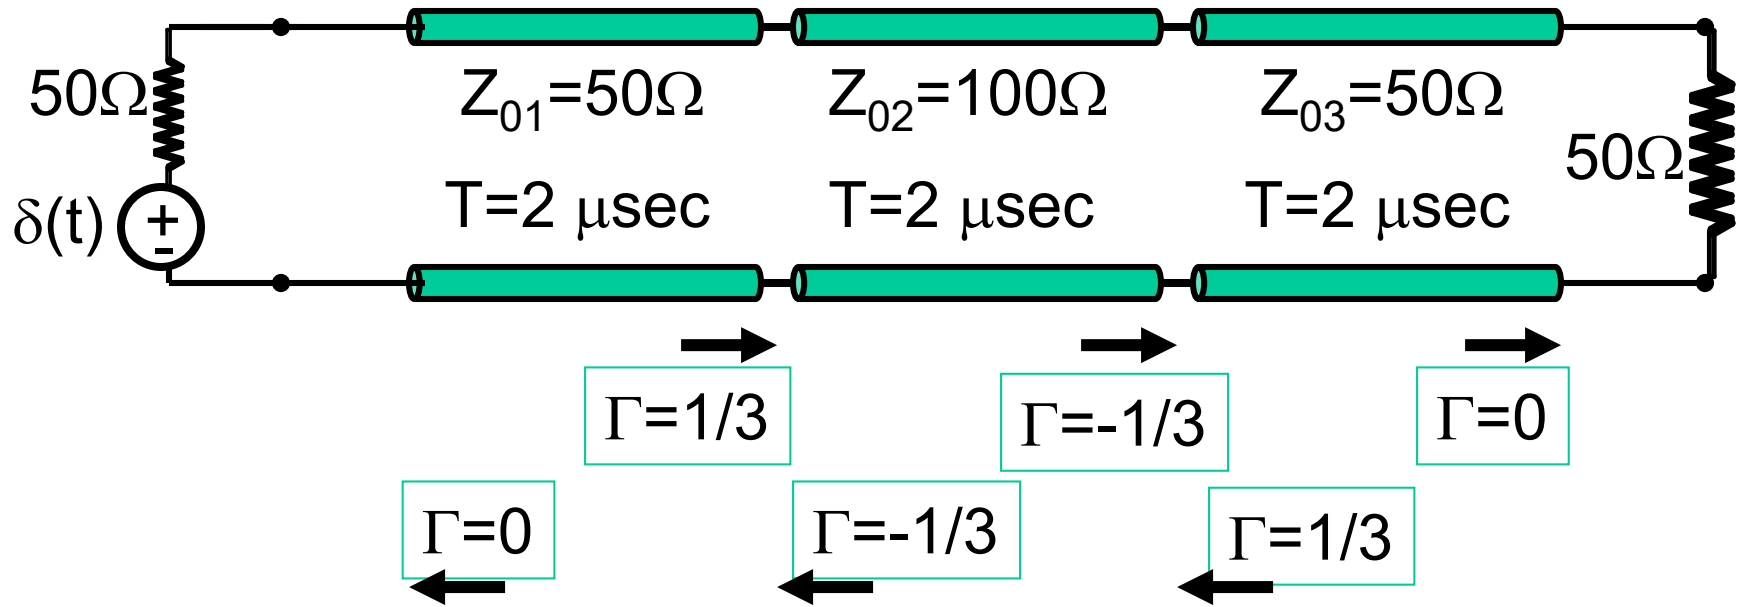 50Ω
δ(t)
+
-
Z₀₁=50Ω
T=2 μsec
Z₀₂=100Ω
T=2 μsec
Z₀₃=50Ω
T=2 μsec
50Ω
Γ=1/3
Γ=-1/3
Γ=0
Γ=0
Γ=-1/3
Γ=1/3